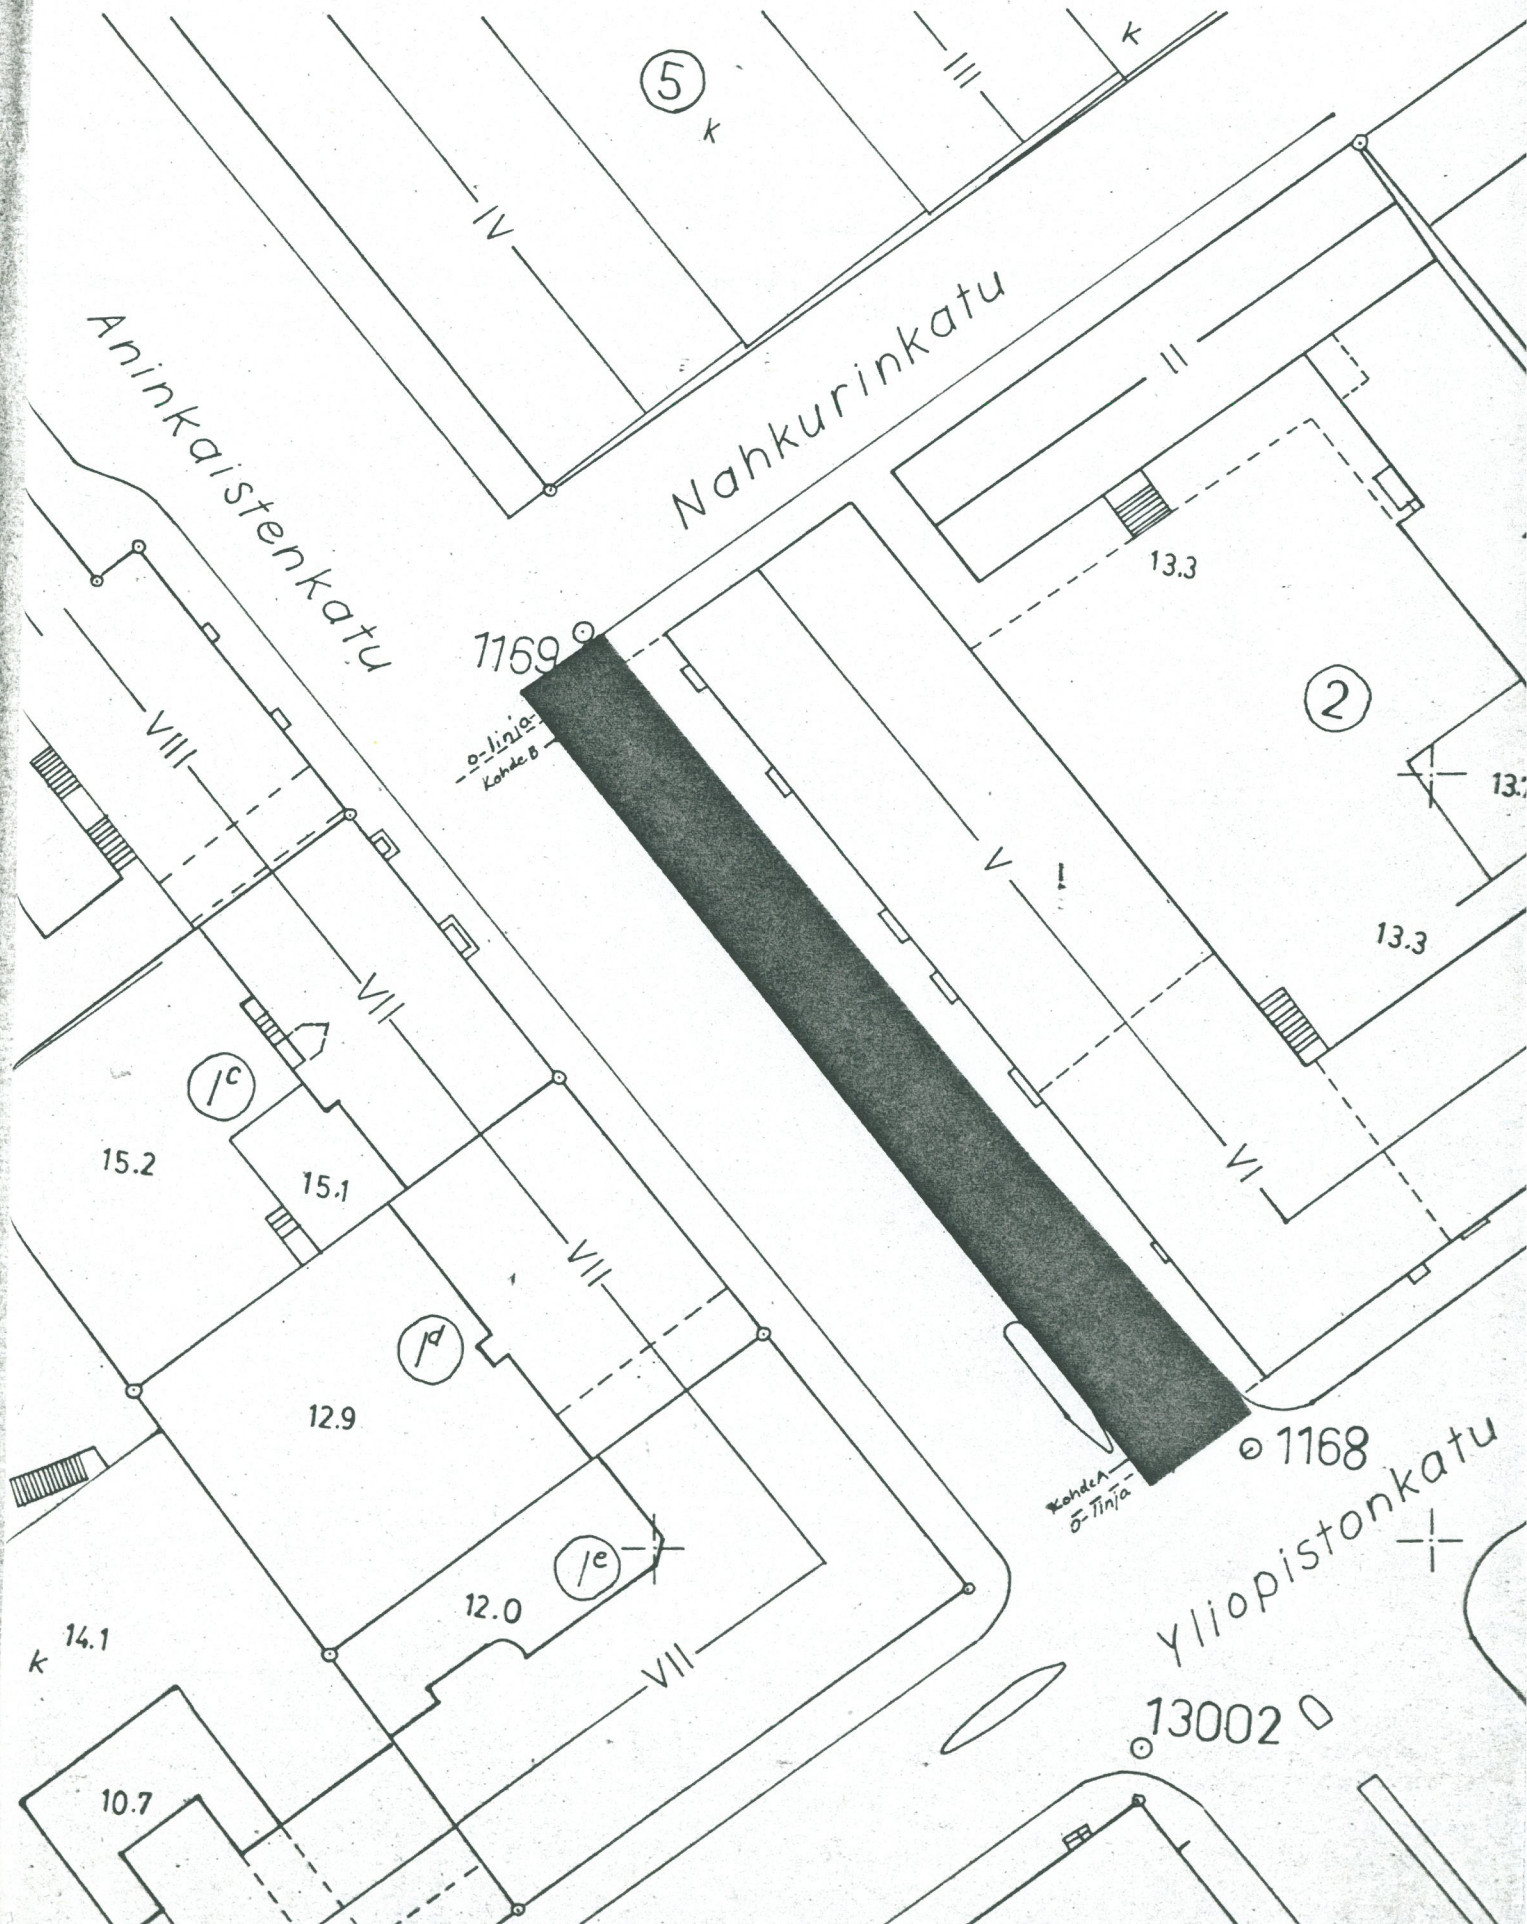 5
K
III
K
IV
Aninkaistenkatu
Nahkurinkatu
II
13.3
1169
2
o-linja
Kohde B
VIII
V
13.3
VII
1c
15.2
15.1
VI
VII
1d
12.9
1168
Kohde A
o-linja
Yliopistonkatu
1e
12.0
14.1
K
VII
13002
10.7